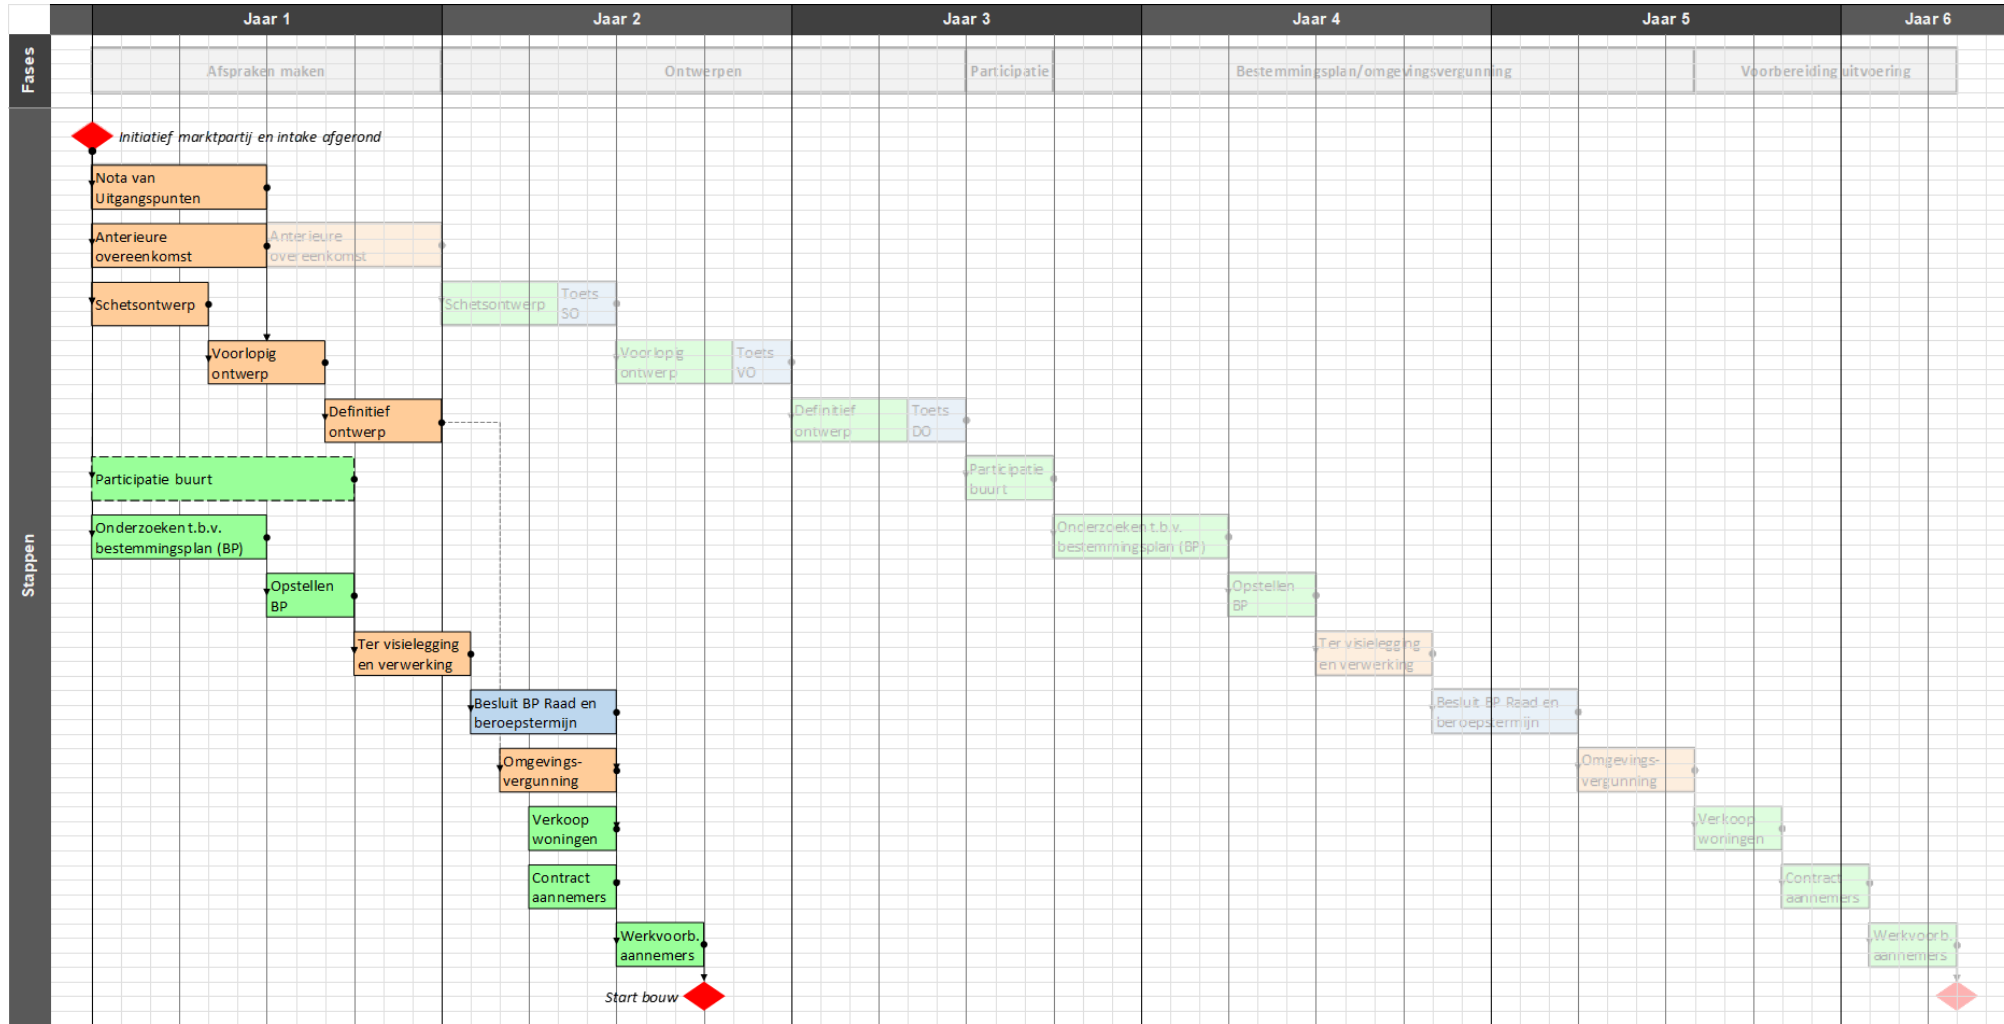 Jaar 1
Jaar 2
Jaar 3
Jaar 4
Jaar 5
Jaar 6
Fases
Afspraken maken
Ontwerpen
Participatie
Bestemmingsplan/omgevingsvergunning
Voorbereiding uitvoering
Stappen
Initiatief marktpartij en intake afgerond
Nota van
Uitgangspunten
Anterieure
overeenkomst
Anterieure
overeenkomst
Schetsontwerp
Schetsontwerp
Toets
SO
Voorlopig
ontwerp
Voorlopig
ontwerp
Toets
VO
Definitief
ontwerp
Definitief
ontwerp
Toets
DO
Participatie buurt
Participatie
buurt
Onderzoeken t.b.v.
bestemmingsplan (BP)
Onderzoeken t.b.v.
bestemmingsplan (BP)
Opstellen
BP
Opstellen
BP
Ter visielegging
en verwerking
Ter visielegging
en verwerking
Besluit BP Raad en
beroepstermijn
Besluit BP Raad en
beroepstermijn
Omgevings-
vergunning
Omgevings-
vergunning
Verkoop
woningen
Verkoop
woningen
Contract
aannemers
Contract
aannemers
Werkvoorb.
aannemers
Werkvoorb.
aannemers
Start bouw